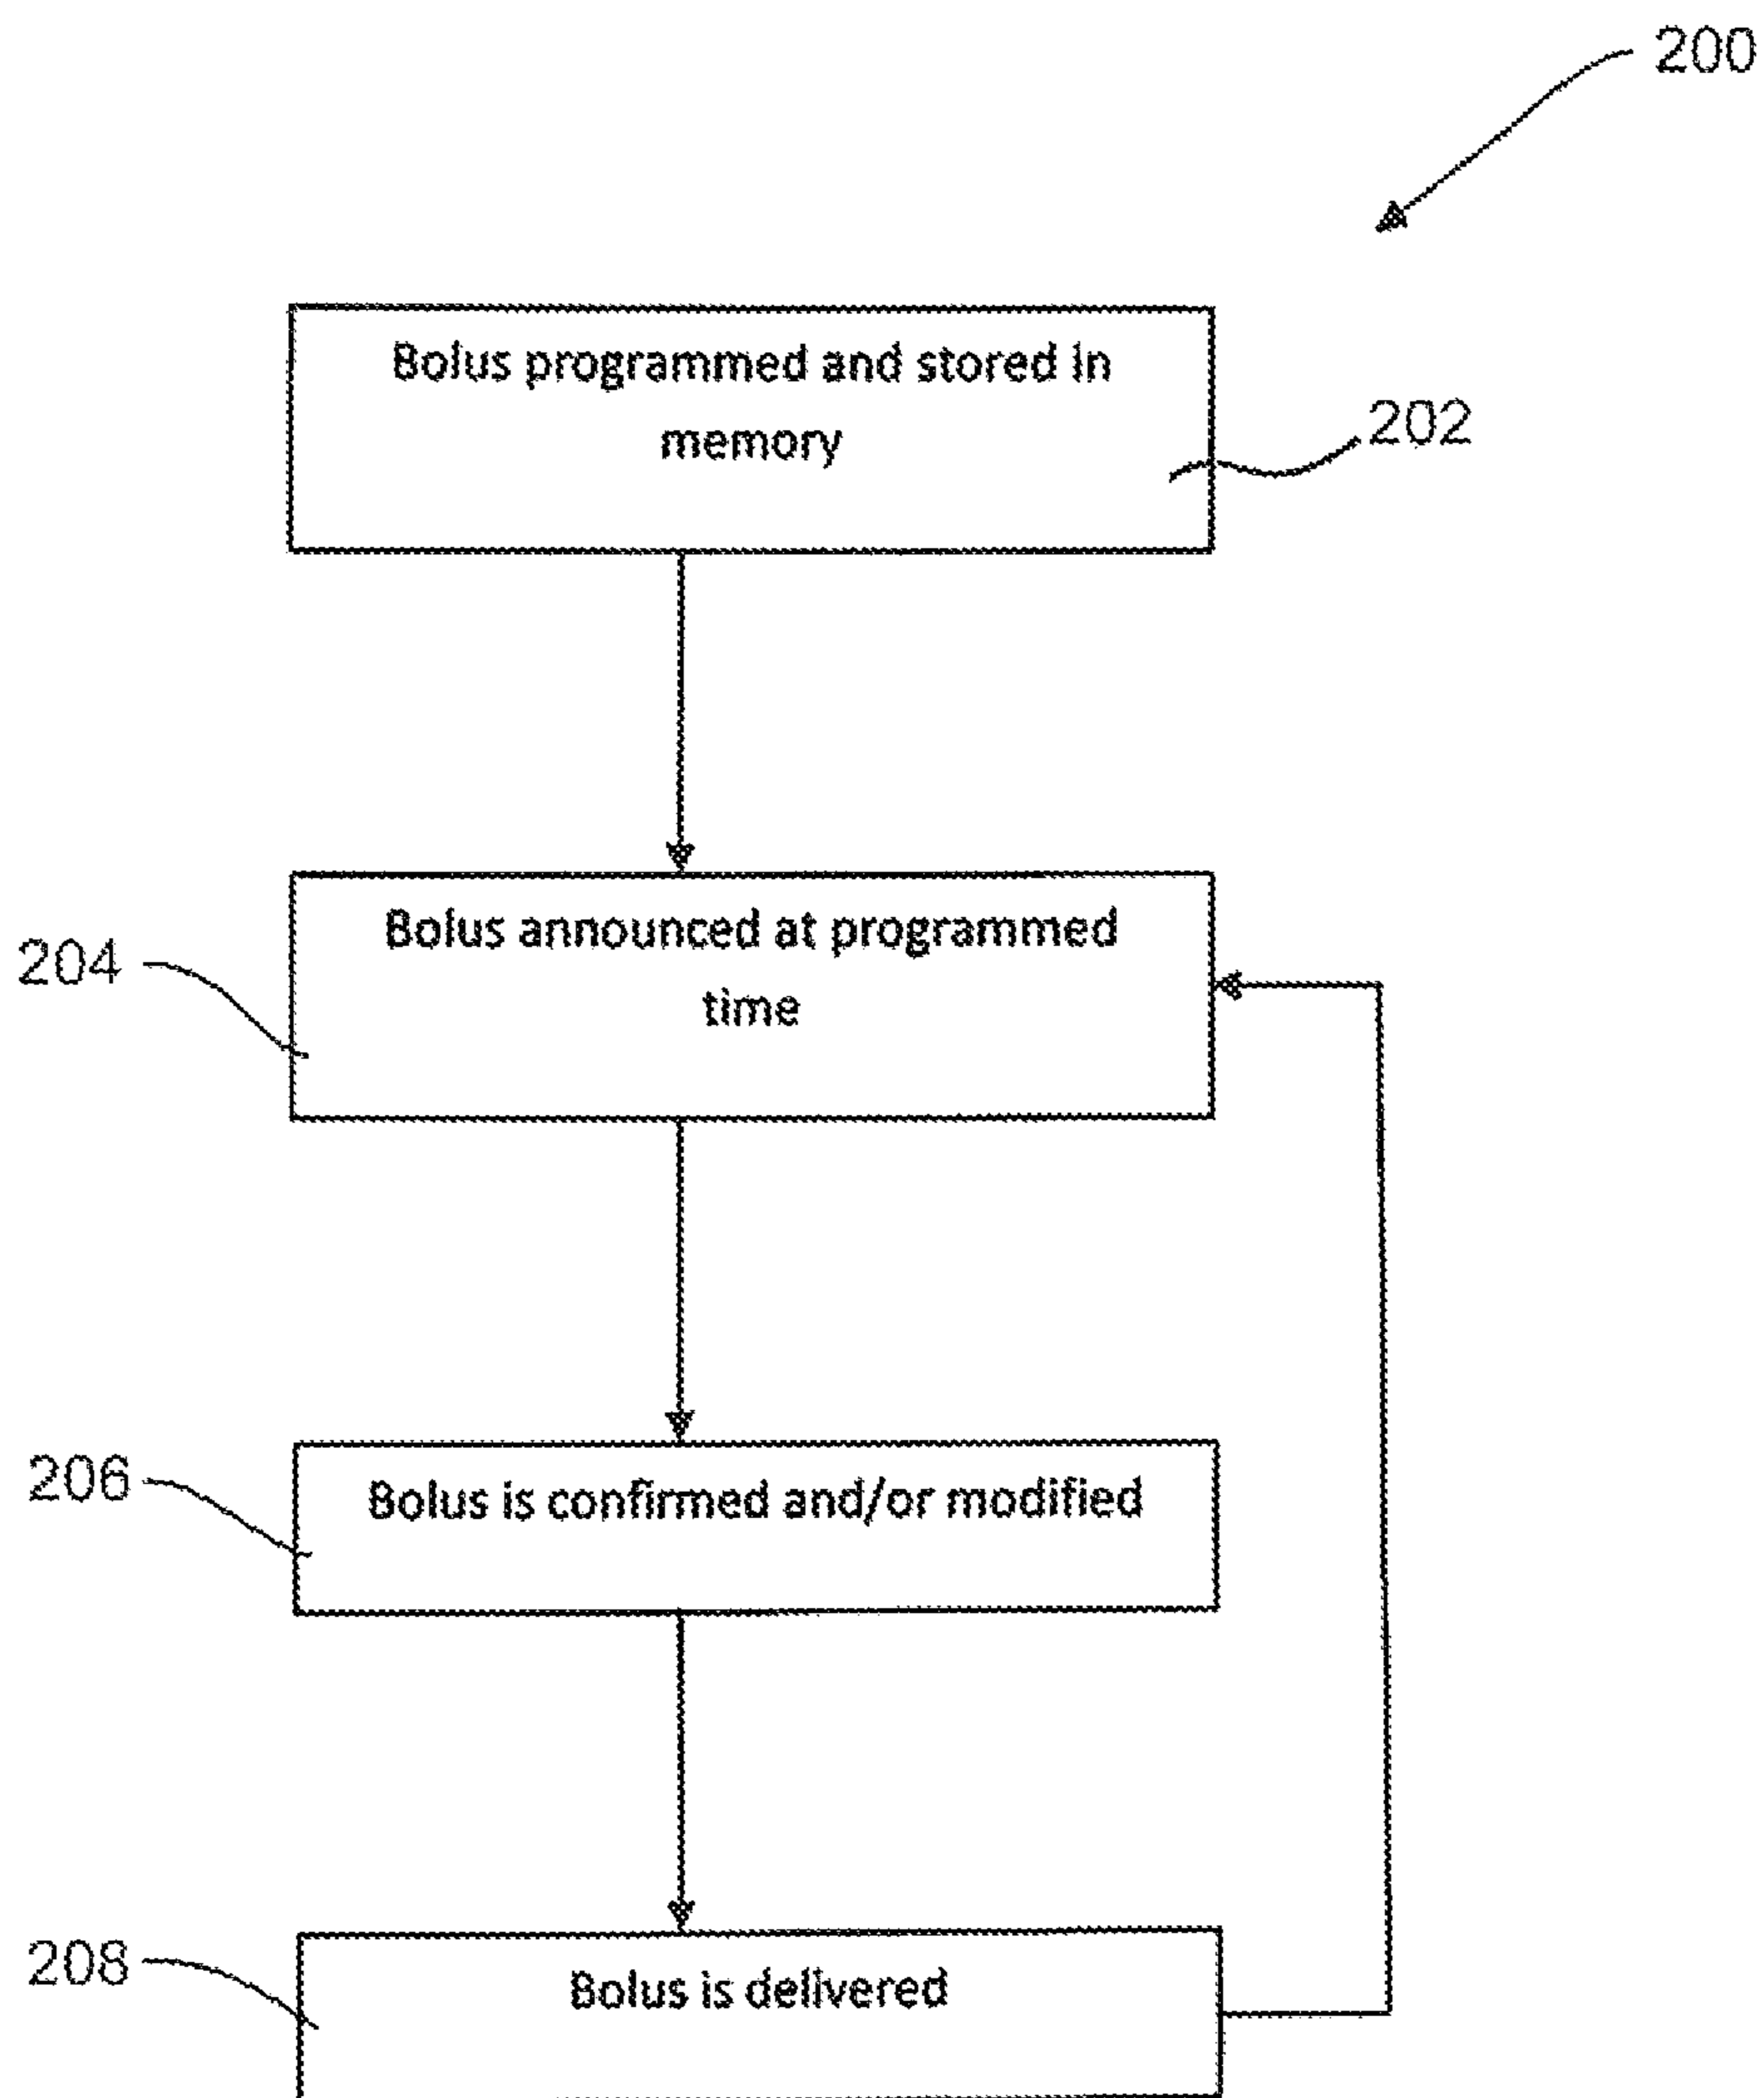 200
Bolus programmed and stored in
memory
202
Bolus announced at programmed
time
204
Bolus is confirmed and/or modified
206
Bolus is delivered
208